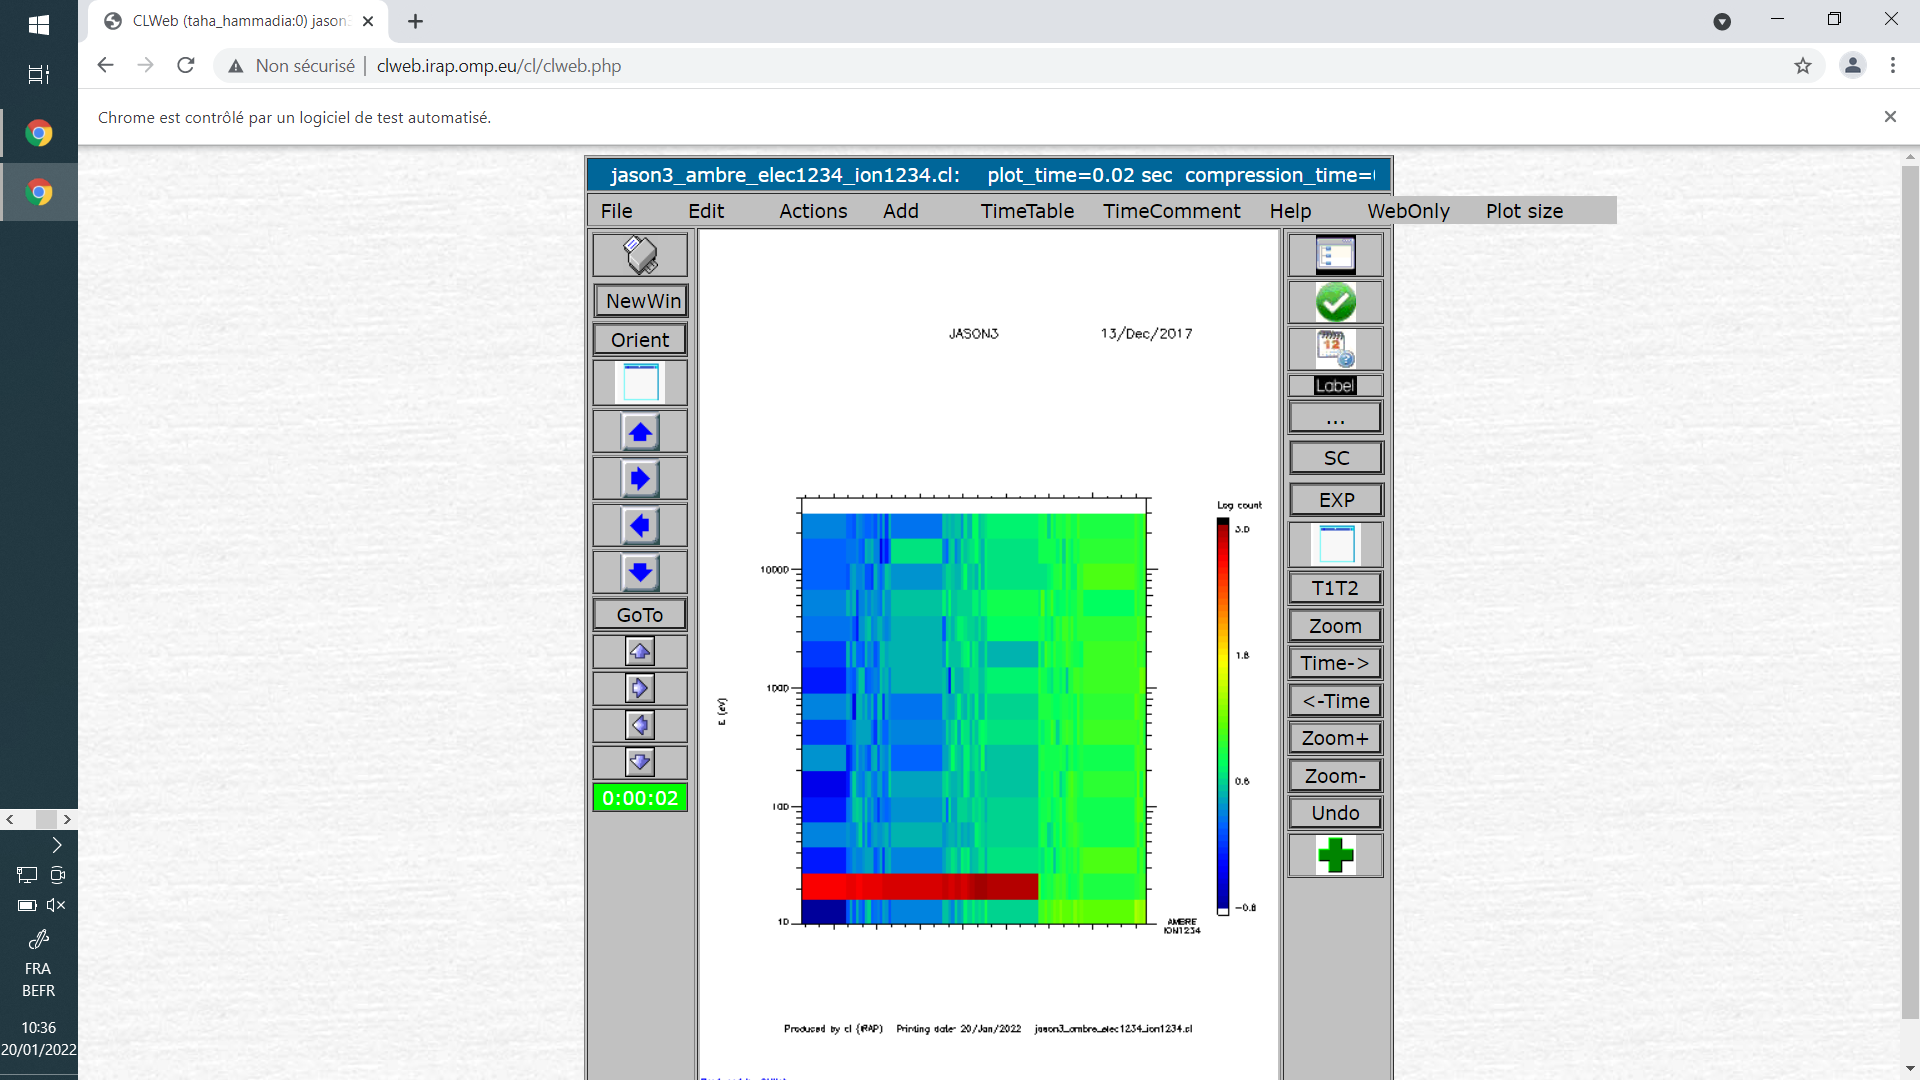 CLWeb (taha_hammadia:0) jason3
Non sécurisé | clweb.irap.omp.eu/cl/clweb.php
Chrome est contrôlé par un logiciel de test automatisé.
jason3_ambre_elec1234_ion1234.cl: plot_time=0.02 sec compression_time=
File Edit Actions Add TimeTable TimeComment Help WebOnly Plot size
NewWin
Orient
GoTo
0:00:02
JASON3 13/Dec/2017
Log count
3.0
1.8
0.6
-0.8
10000
1000
100
10
E (eV)
AMBRE
ION1234
Produced by cl (IRAP) Printing date: 20/Jan/2022 jason3_ambre_elec1234_ion1234.cl
12
Label
...
SC
EXP
T1T2
Zoom
Time->
<-Time
Zoom+
Zoom-
Undo
FRA
BEFR
10:36
20/01/2022